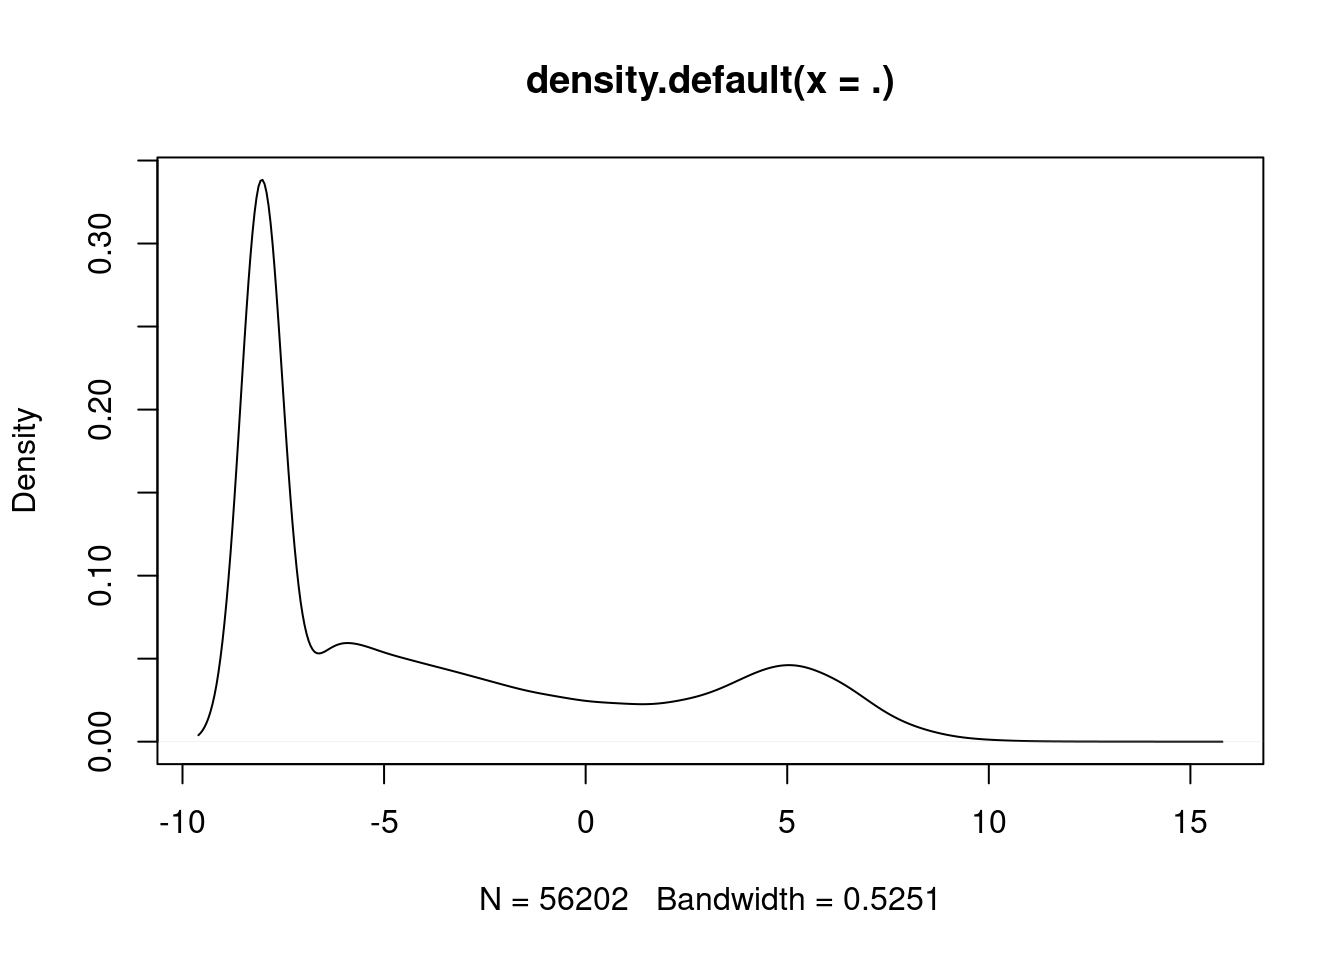 density.default(x = .)
0.30
0.20
0.10
0.00
Density
-10 -5 0 5 10 15
N = 56202 Bandwidth = 0.5251